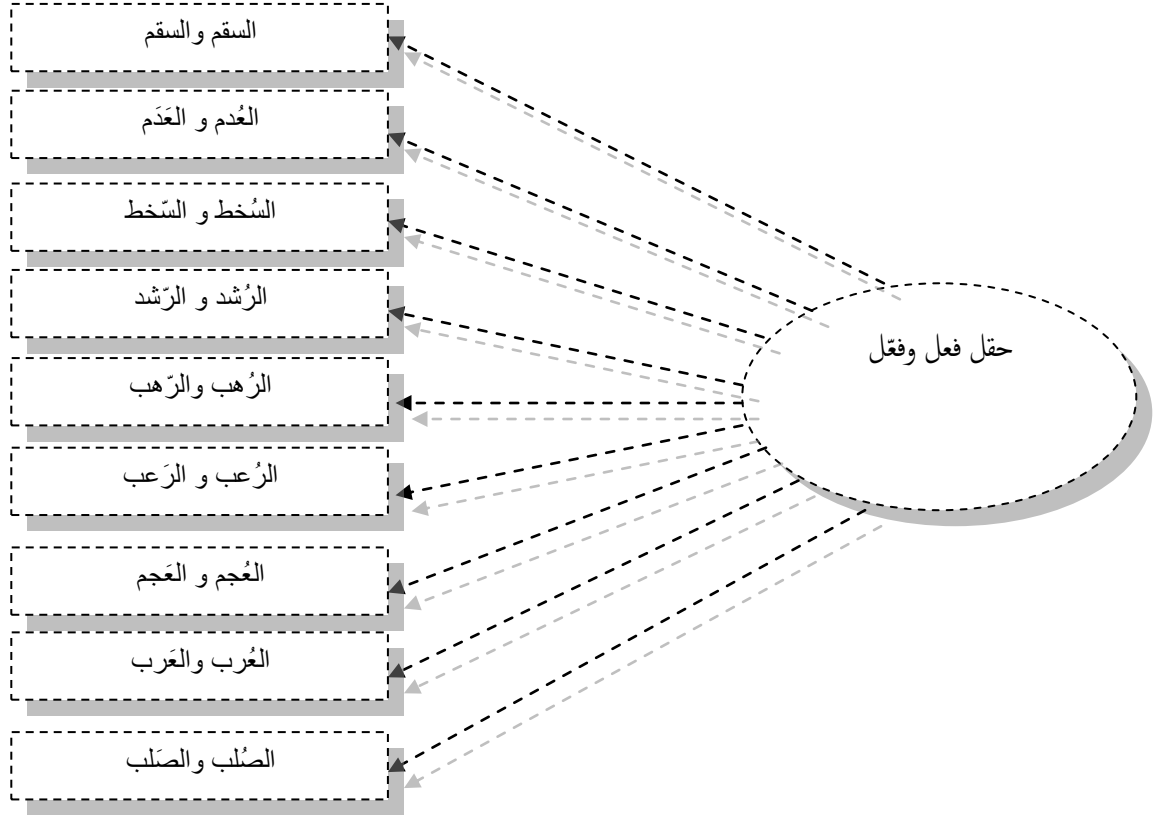 حقل فعل وفعّل
السقم والسقم
العُدم و العَدَم
السُخط و السّخط
الرُشد و الرّشد
الرُهب والرّهب
الرُعب و الرَعب
العُجم و العَجم
العُرب والعَرب
الصُلب والصَلب